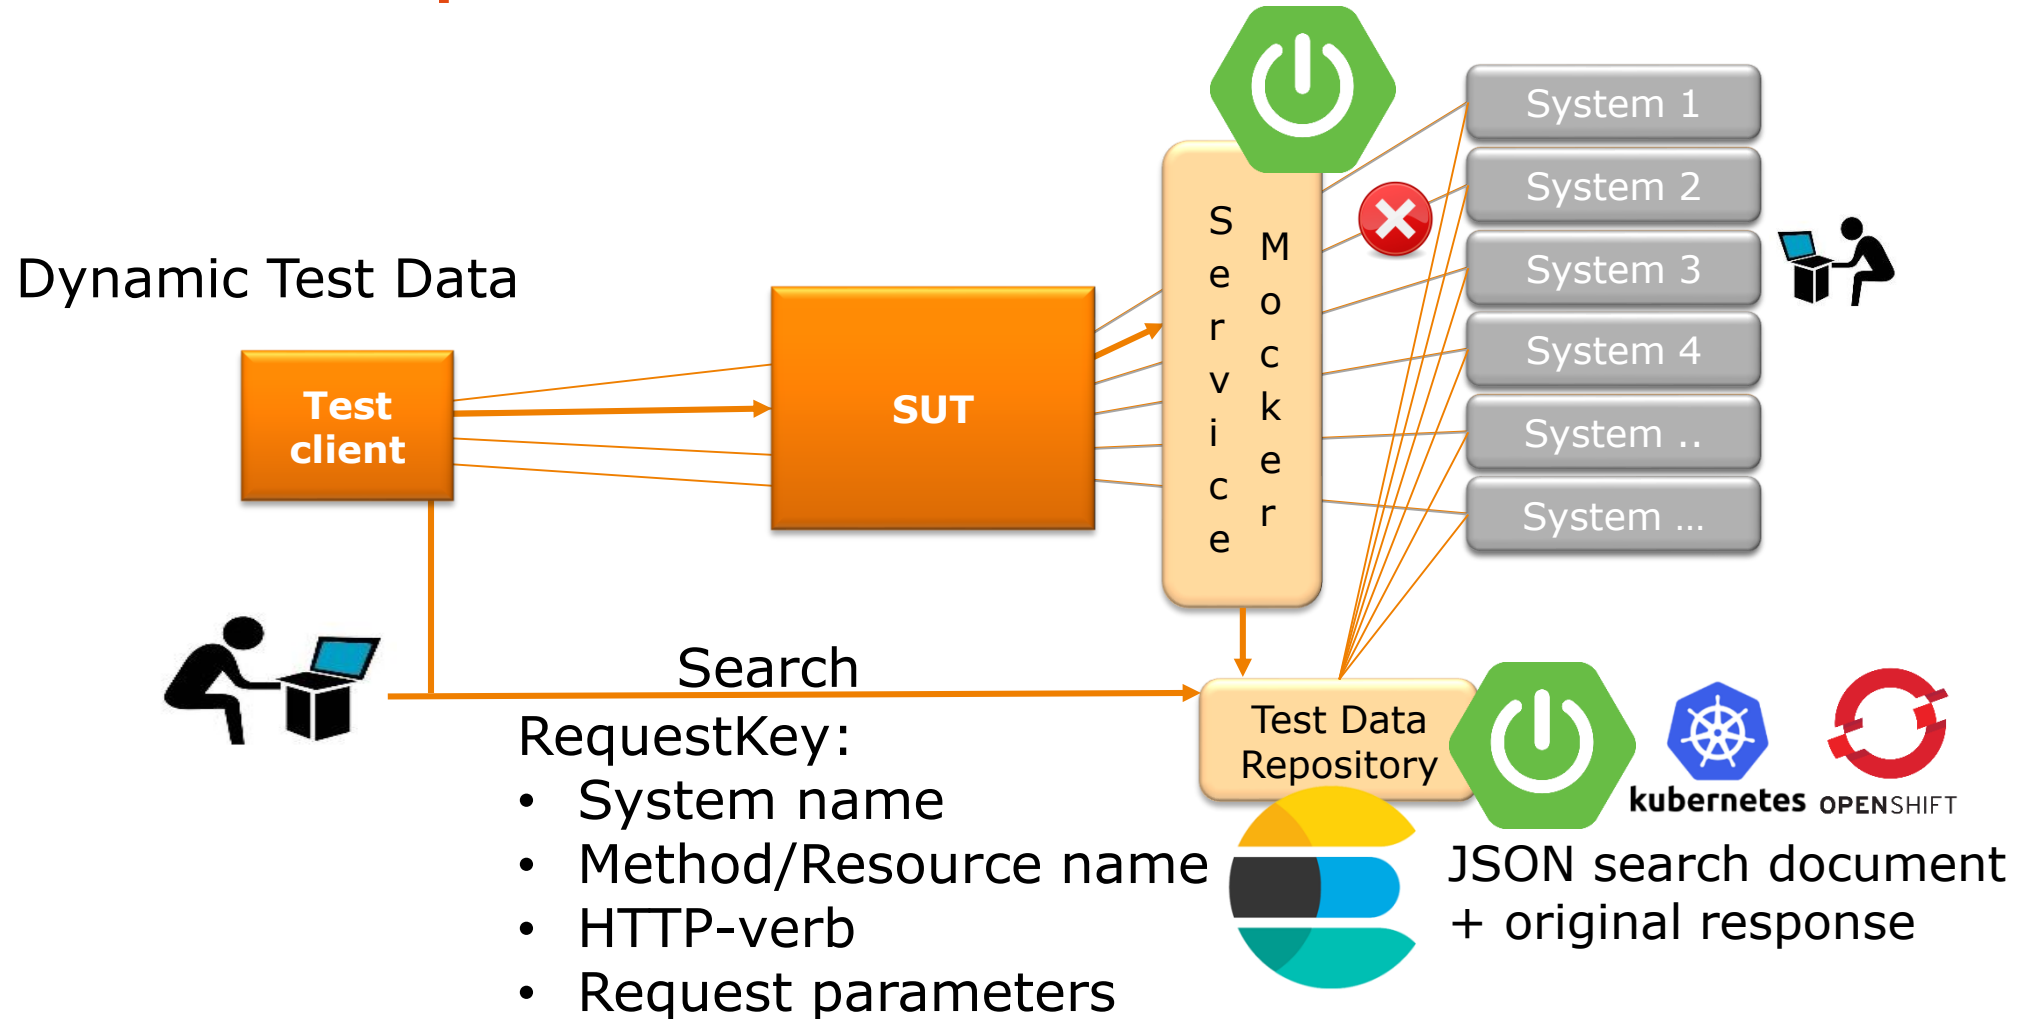 Dynamic Test Data
Test
client
SUT
Service
Mocker
System 1
System 2
System 3
System 4
System ..
System ...
Search
RequestKey:
• System name
• Method/Resource name
• HTTP-verb
• Request parameters
Test Data
Repository
kubernetes
OPENSHIFT
JSON search document
+ original response